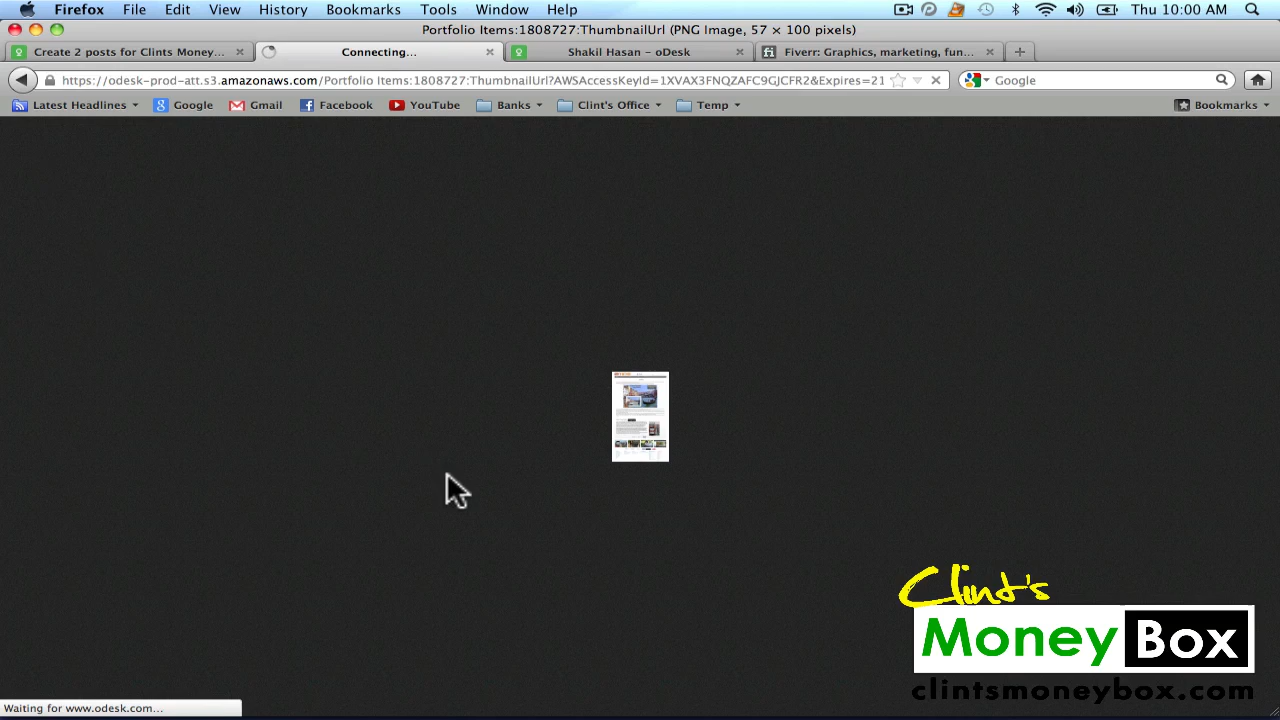 Firefox File Edit View History Bookmarks Tools Window Help Thu 10:00 AM
Portfolio Items:1808727:ThumbnailUrl (PNG Image, 57 × 100 pixels)
Create 2 posts for Clints Money... Connecting... Shakil Hasan – oDesk Fiverr: Graphics, marketing, fun...
https://odesk-prod-att.s3.amazonaws.com/Portfolio Items:1808727:ThumbnailUrl?AWSAccessKeyId=1XVAX3FNQZAFC9GJCFR2&Expires=21 Google
Latest Headlines Google Gmail Facebook YouTube Banks Clint's Office Temp Bookmarks
Clint's
Money Box
clintsmoneybox.com
Waiting for www.odesk.com...